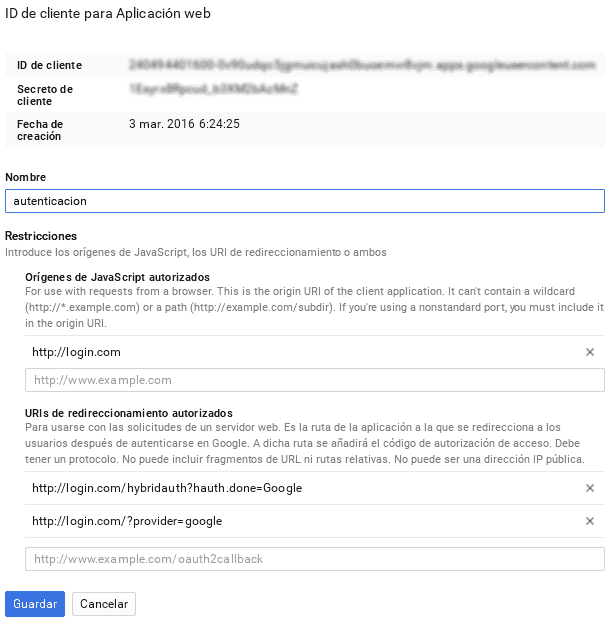 ID de cliente para Aplicación web
ID de cliente
Secreto de
cliente
Fecha de
creación
3 mar. 2016 6:24:25
Nombre
autenticacion
Restricciones
Introduce los orígenes de JavaScript, los URI de redireccionamiento o ambos
Orígenes de JavaScript autorizados
For use with requests from a browser. This is the origin URI of the client application. It can't contain a wildcard
(http://*.example.com) or a path (http://example.com/subdir). If you're using a nonstandard port, you must include it
in the origin URI.
http://login.com
http://www.example.com
URIs de redireccionamiento autorizados
Para usarse con las solicitudes de un servidor web. Es la ruta de la aplicación a la que se redirecciona a los
usuarios después de autenticarse en Google. A dicha ruta se añadirá el código de autorización de acceso. Debe
tener un protocolo. No puede incluir fragmentos de URL ni rutas relativas. No puede ser una dirección IP pública.
http://login.com/hybridauth?hauth.done=Google
http://login.com/?provider=google
http://www.example.com/oauth2callback
Guardar Cancelar